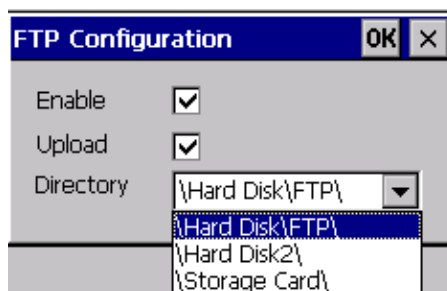 FTP Configuration OK ×
Enable
Upload
Directory \Hard Disk\FTP\
\Hard Disk\FTP\
\Hard Disk2\
\Storage Card\